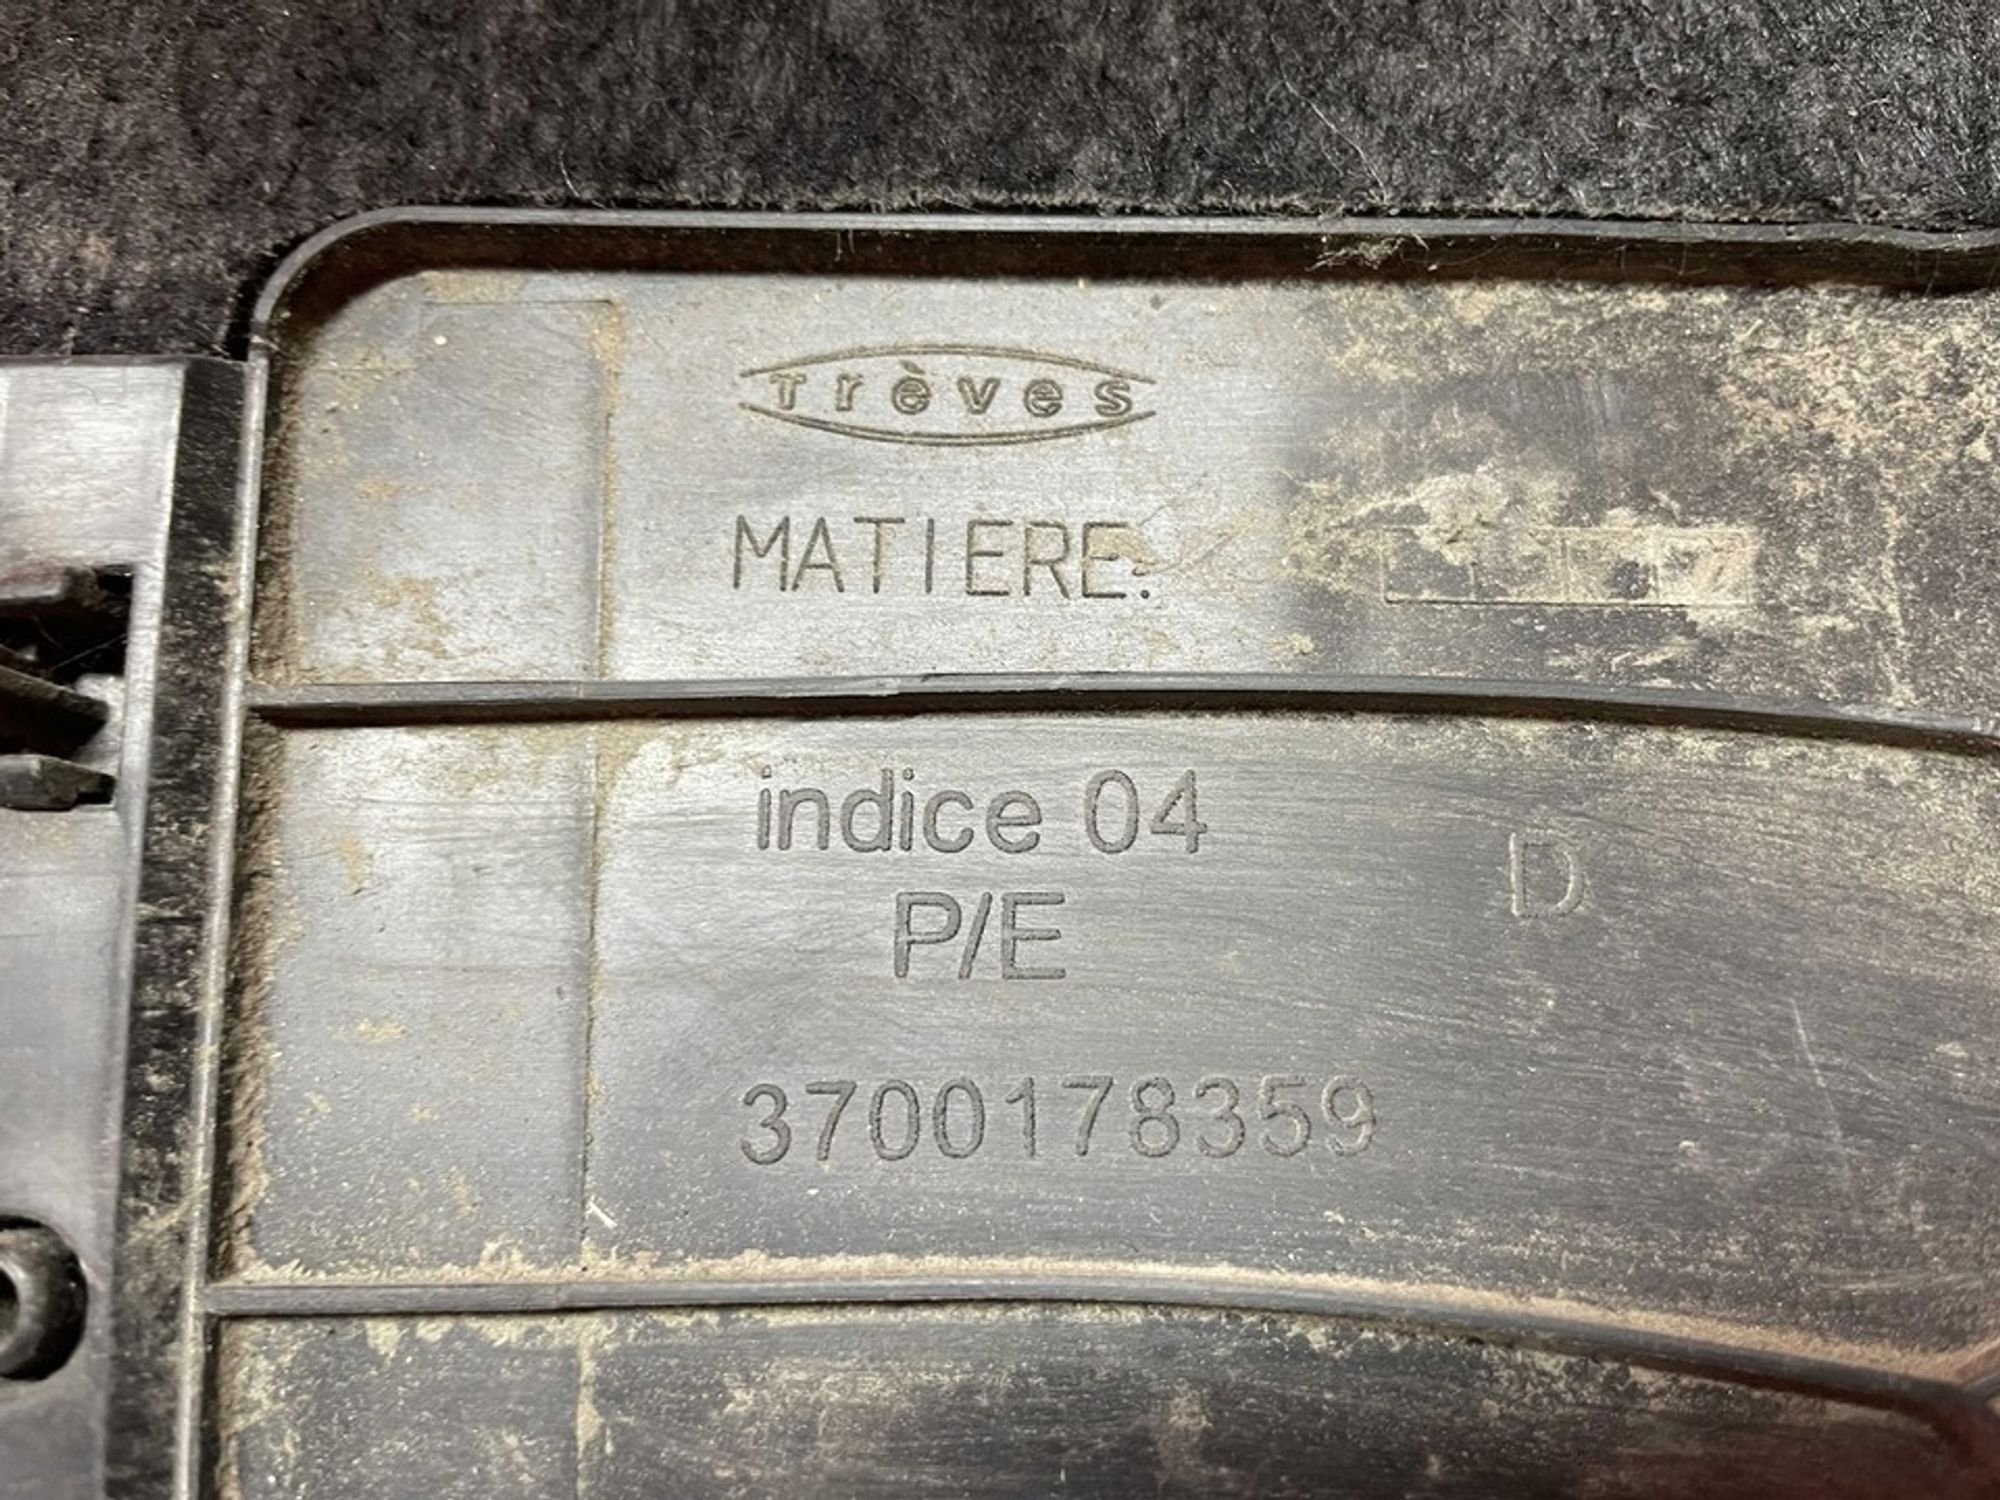 Trèves
MATIERE:
indice 04
D
P/E
3700178359